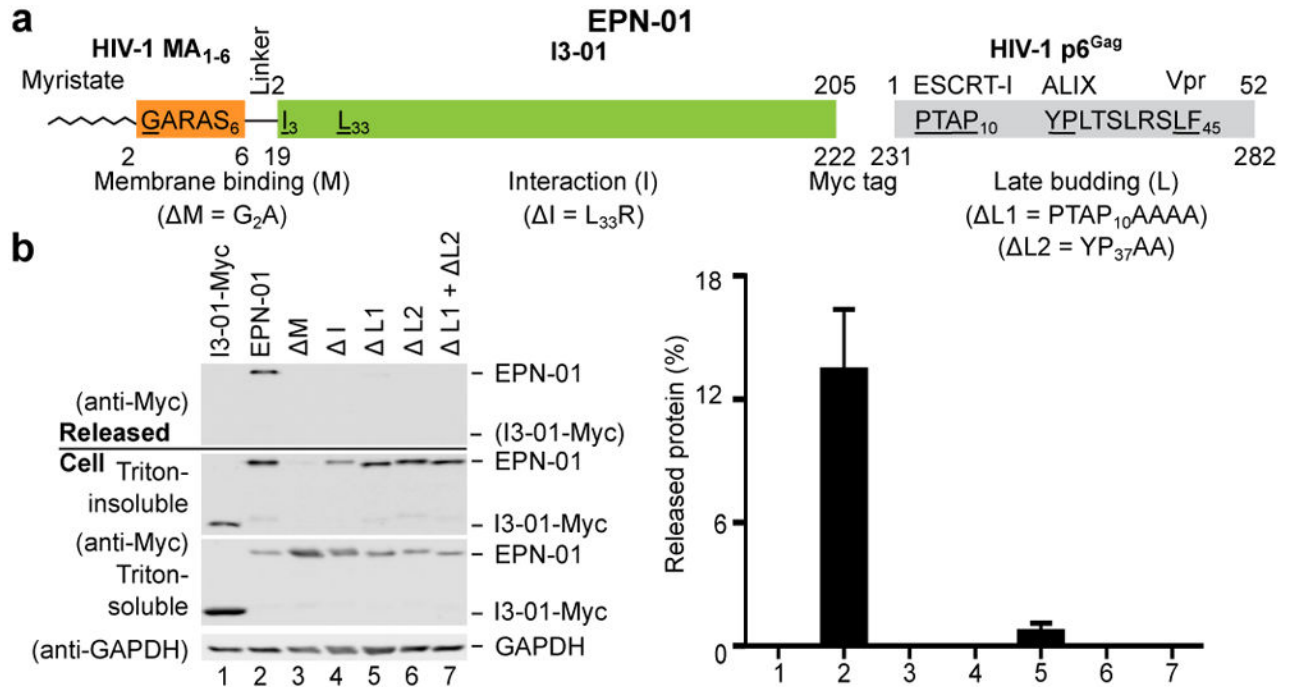 a
EPN-01
HIV-1 MA1-6
Linker
I3-01
HIV-1 p6Gag
Myristate
2
205
1
ESCRT-I
ALIX
Vpr
52
GARAS6
I3
L33
PTAP10
YPLTSLRSLF45
2
6
19
222
231
282
Membrane binding (M)
Interaction (I)
Myc tag
Late budding (L)
(ΔM = G2A)
(ΔI = L33R)
(ΔL1 = PTAP10AAAA)
(ΔL2 = YP37AA)
b
I3-01-Myc
EPN-01
ΔM
Δ I
Δ L1
Δ L2
Δ L1 + ΔL2
(anti-Myc)
Released
– EPN-01
– (I3-01-Myc)
Cell Triton-
insoluble
– EPN-01
– I3-01-Myc
(anti-Myc)
Triton-
soluble
– EPN-01
– I3-01-Myc
(anti-GAPDH)
– GAPDH
1 2 3 4 5 6 7
Released protein (%)
18
12
6
0
1 2 3 4 5 6 7